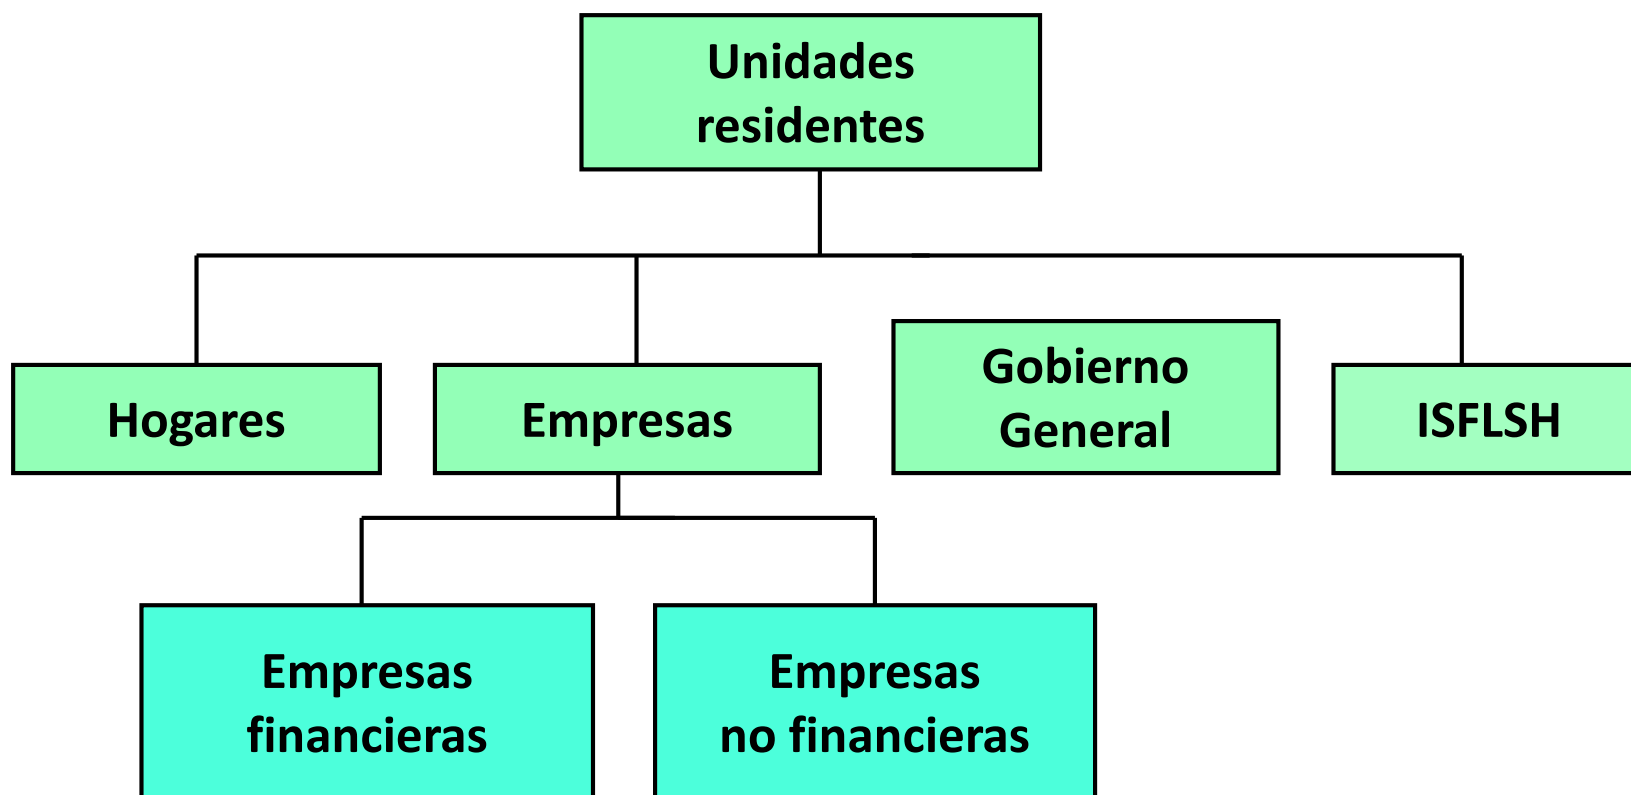 Unidades
residentes
Hogares
Empresas
Gobierno
General
ISFLSH
Empresas
financieras
Empresas
no financieras